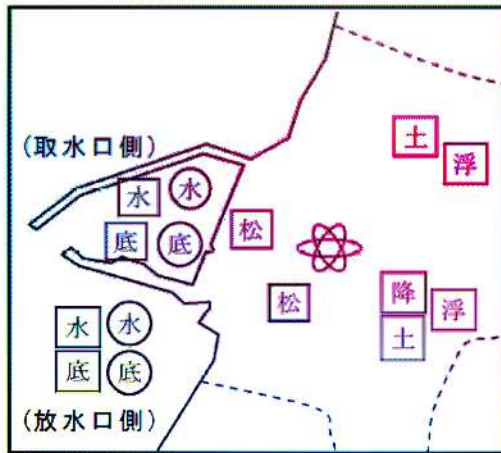 土
浮
(取水口側)
水 水
底 底
松
松
降 浮
土
水 水
底 底
(放水口側)